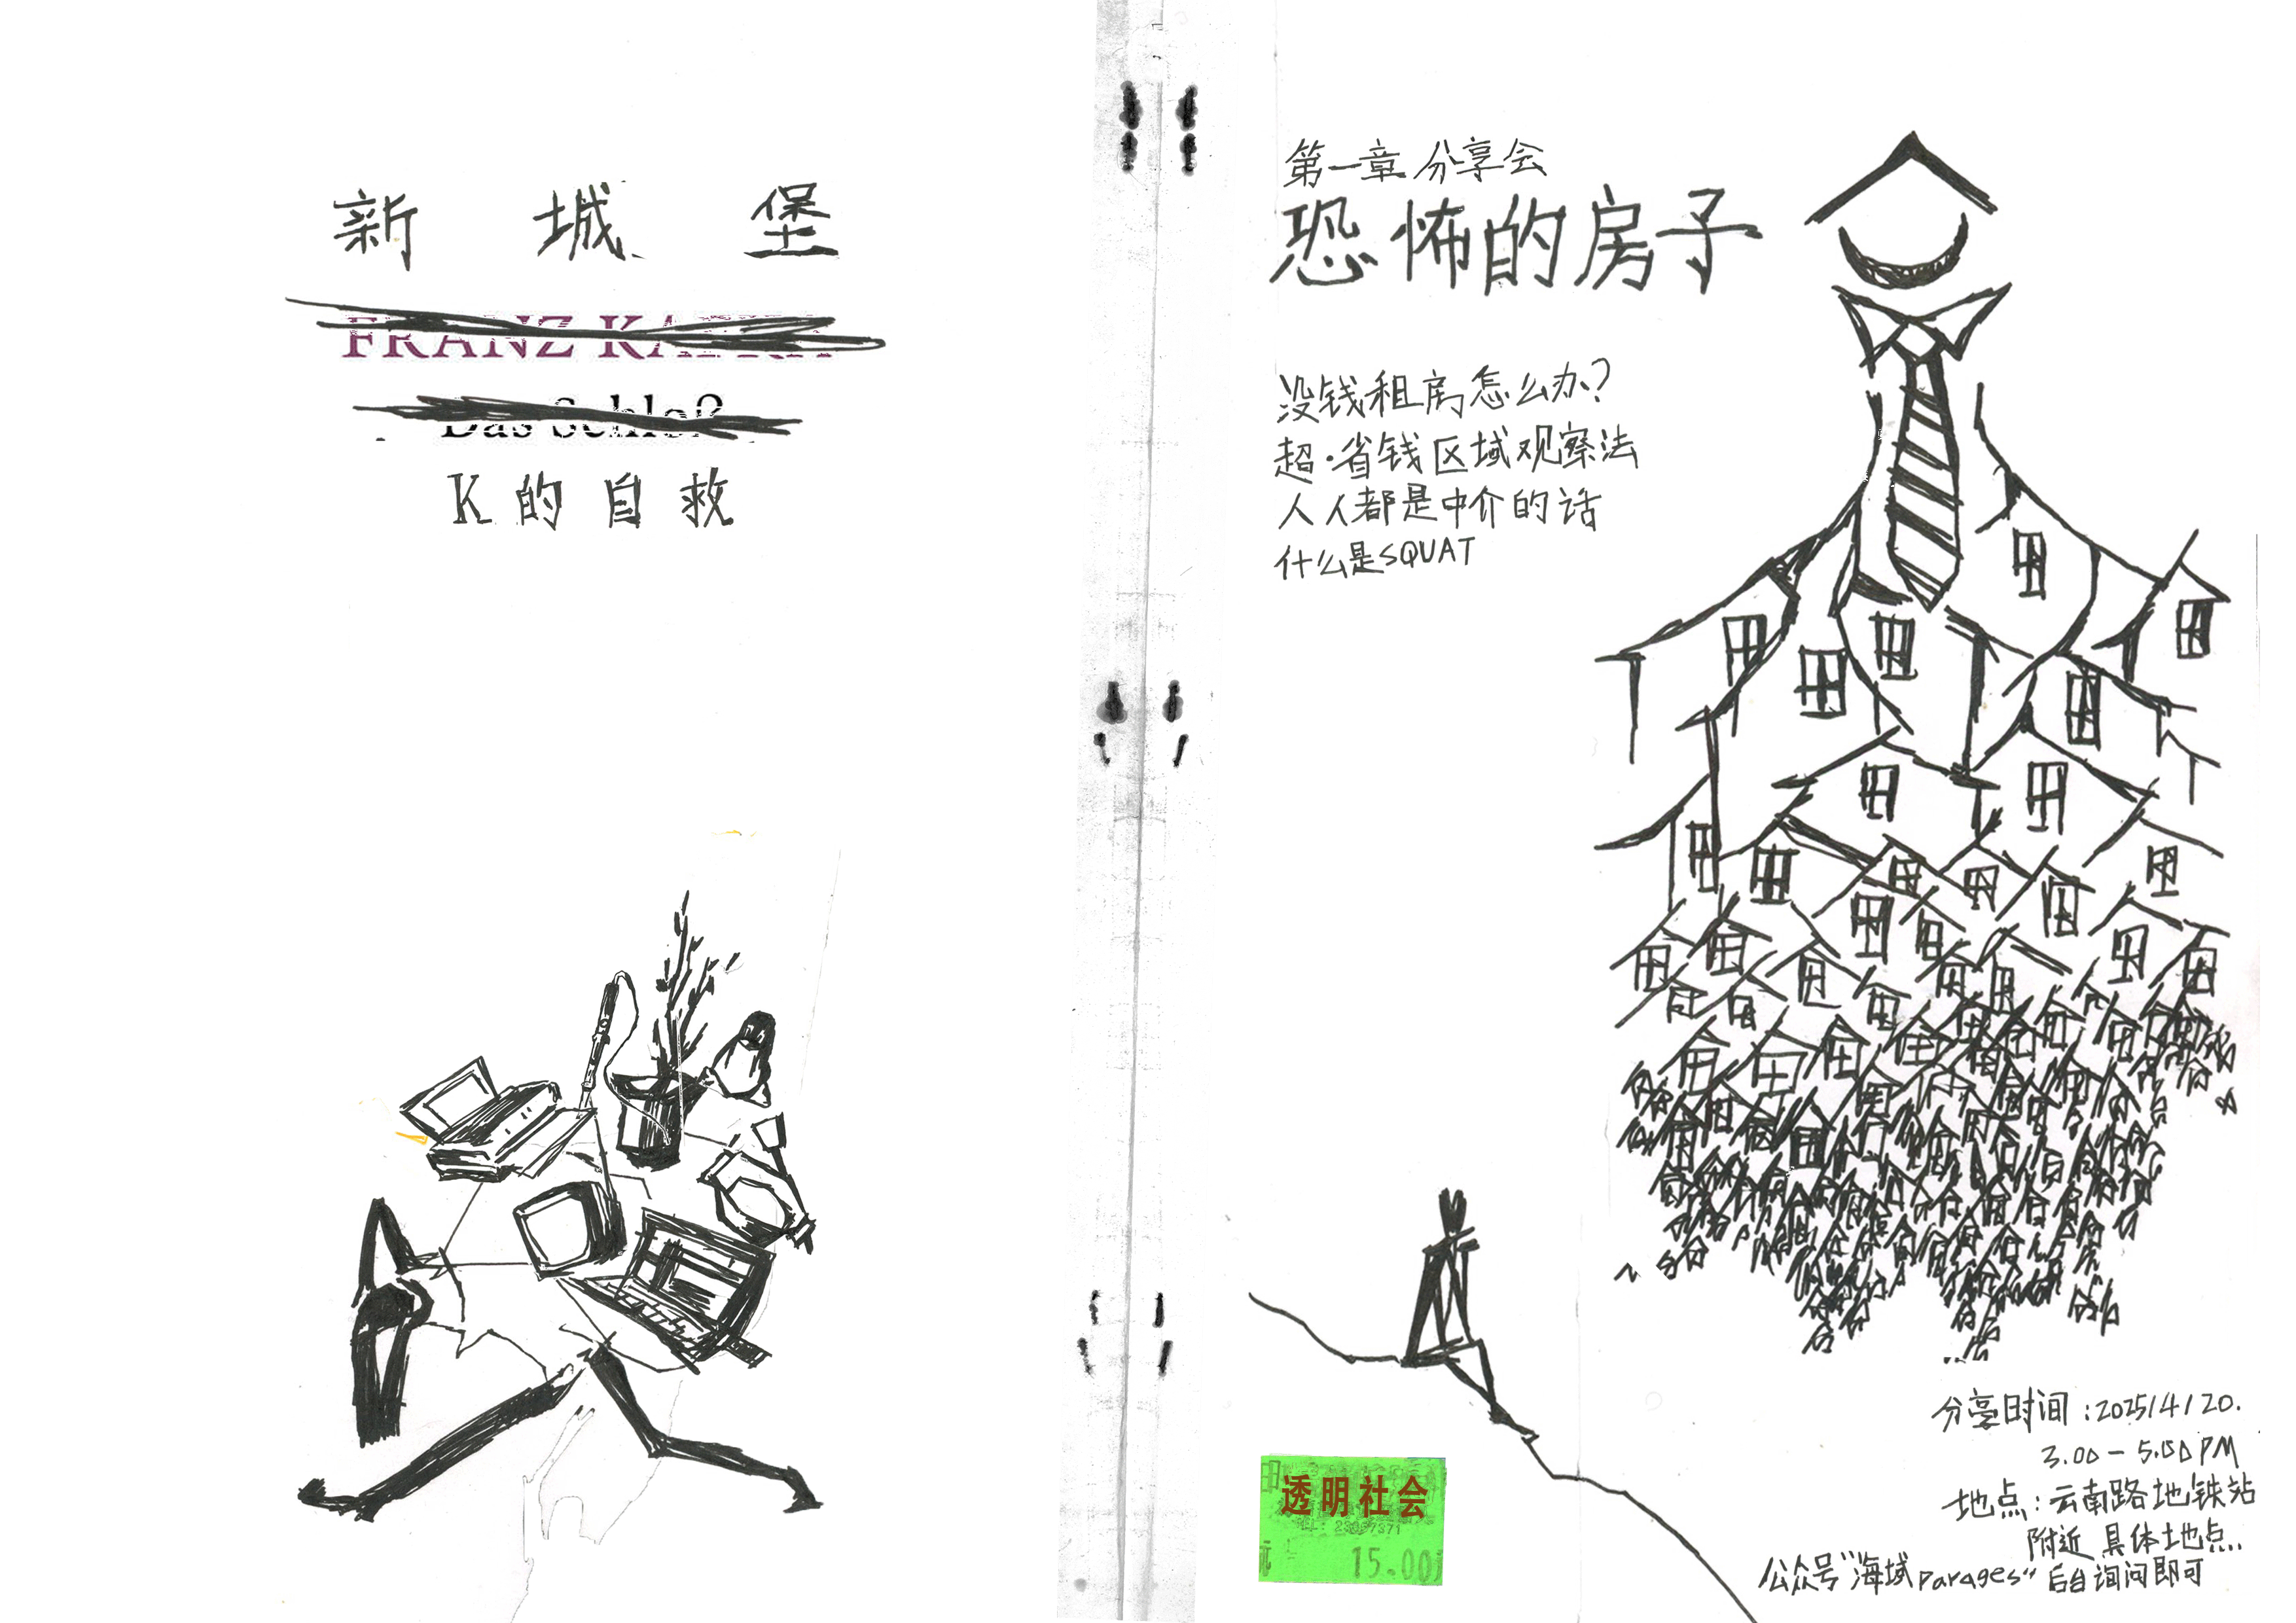 新城堡
FRANZ KAFKA
Das Schloß
K的自救
第一章 分享会
恐怖的房子
没钱租房怎么办?
超·省钱区域观察法
人人都是中介的话
什么是SQUAT
透明社会
15.00
分享时间:2025/4/20.
3.00-5.00PM
地点:云南路地铁站
附近 具体地点..
公众号"海域parages"后台询问即可